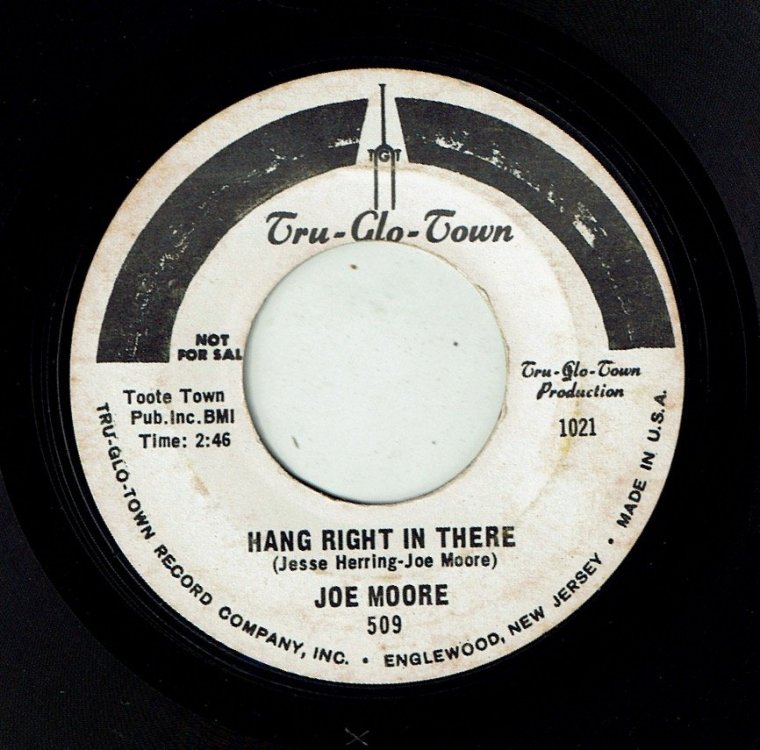 TGT
Tru-Glo-Town
NOT
FOR SAL
Toote Town
Pub.Inc.BMI
Time: 2:46
Tru-Glo-Town
Production
1021
HANG RIGHT IN THERE
(Jesse Herring-Joe Moore)
JOE MOORE
509
TRU-GLO-TOWN RECORD COMPANY, INC. • ENGLEWOOD, NEW JERSEY • MADE IN U.S.A.